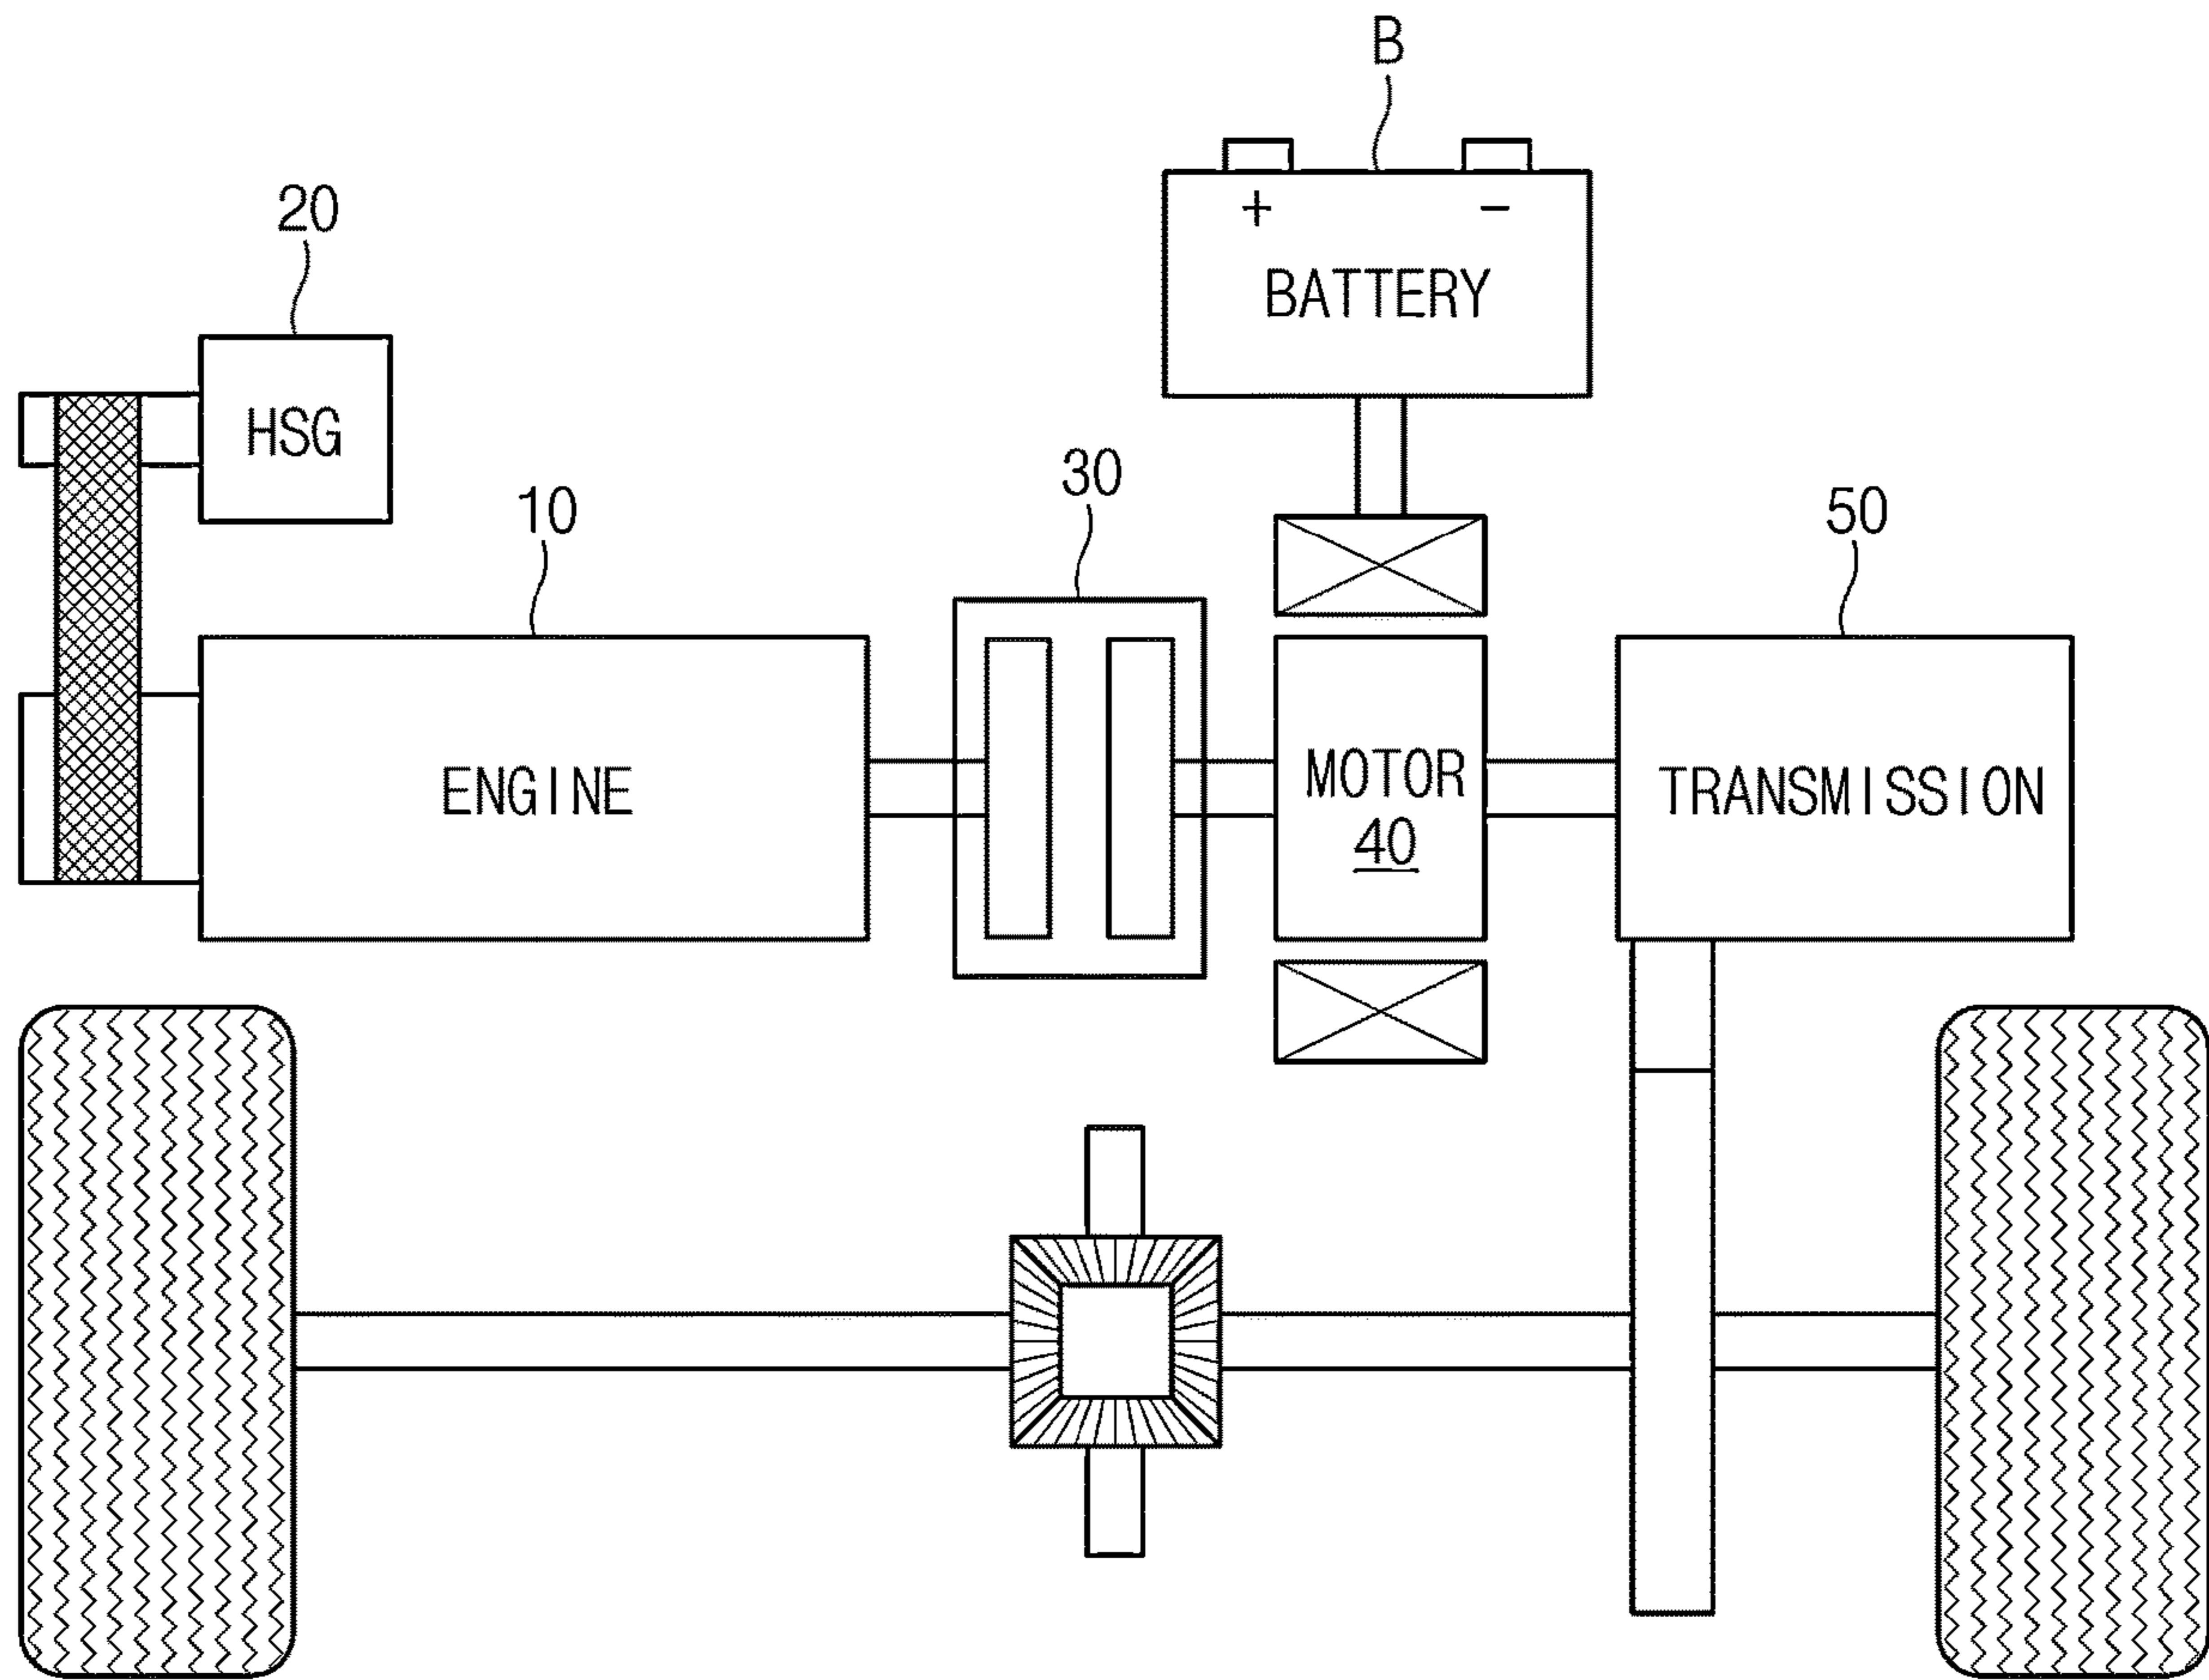 B
+ -
BATTERY
20
HSG
10
30
50
ENGINE
MOTOR
40
TRANSMISSION